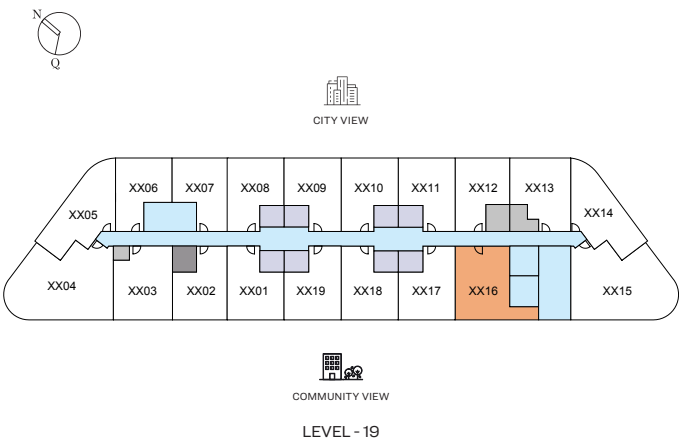 N
Q
CITY VIEW
XX06 XX07 XX08 XX09 XX10 XX11 XX12 XX13
XX05 XX14
XX04 XX03 XX02 XX01 XX19 XX18 XX17 XX16 XX15
COMMUNITY VIEW
LEVEL - 19